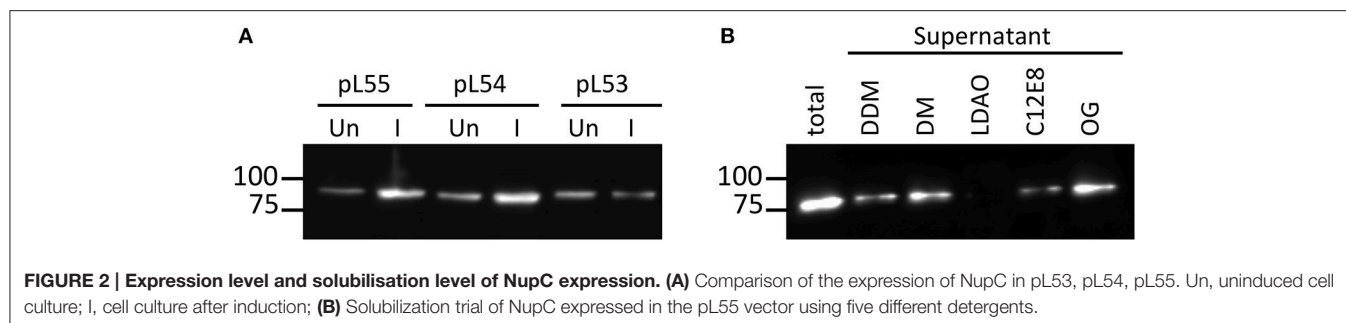 A
pL55 pL54 pL53
Un I Un I Un I
100
75
B
Supernatant
total DDM DM LDAO C12E8 OG
100
75
FIGURE 2 | Expression level and solubilisation level of NupC expression. (A) Comparison of the expression of NupC in pL53, pL54, pL55. Un, uninduced cell
culture; I, cell culture after induction; (B) Solubilization trial of NupC expressed in the pL55 vector using five different detergents.